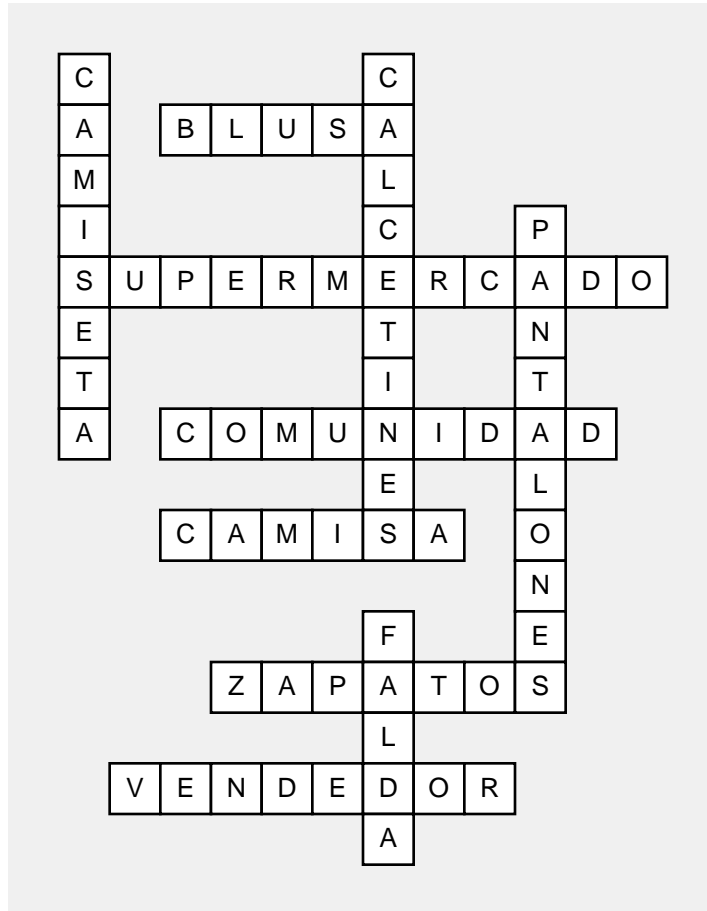 C C
A B L U S A
M L
I C P
S U P E R M E R C A D O
E T N
T I T
A C O M U N I D A D
E L
C A M I S A O
N
F E
Z A P A T O S
L
V E N D E D O R
A